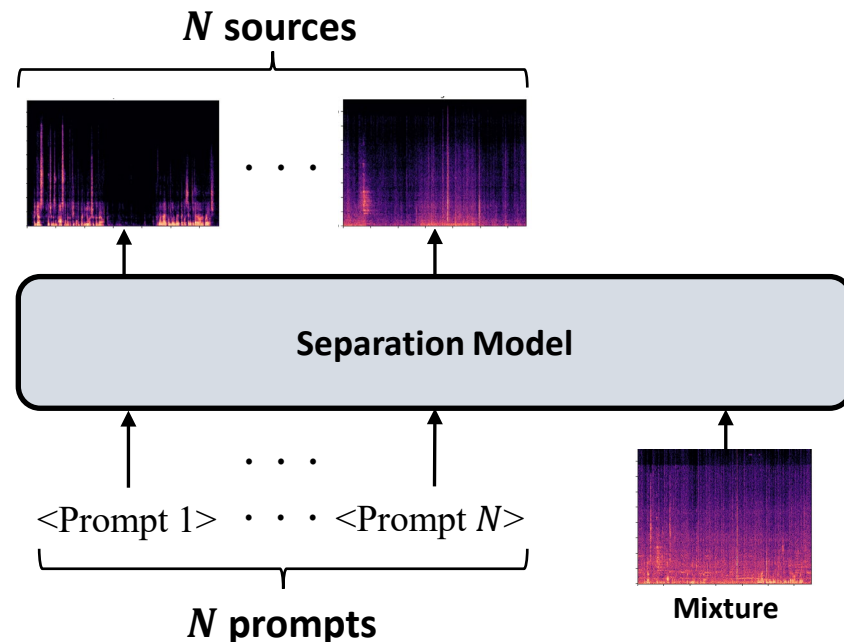 N sources
. . .
Separation Model
. . .
<Prompt 1> . . . <Prompt N>
Mixture
N prompts